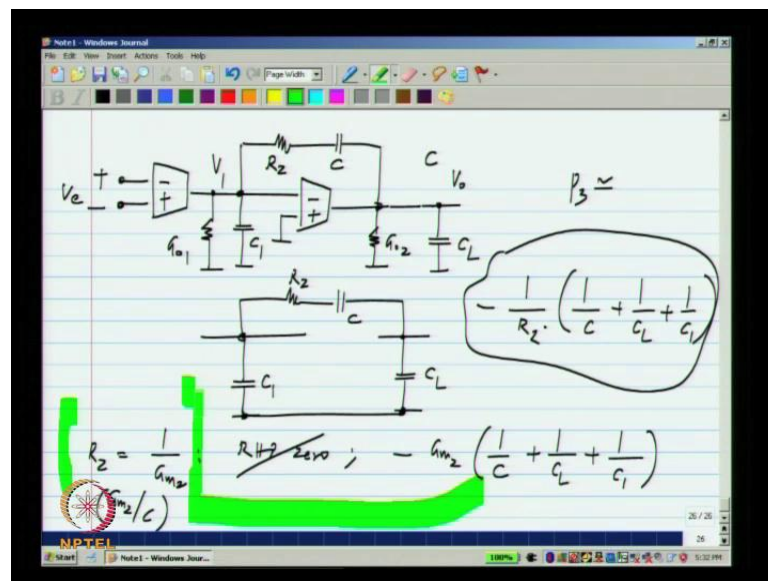 Note1 - Windows Journal
File Edit View Insert Actions Tools Help
Page Width
B I
Ve + -
- +
V1
Rz C
C
Vo
Go1
C1
- +
Go2
CL
p3 ≃
- 1/Rz. (1/C + 1/CL + 1/C1)
Rz
C
C1
CL
Rz = 1/Gm2 : RHP Zero ; - Gm2 (1/C + 1/CL + 1/C1)
(Gm2/C)
NPTEL
26 / 26
26
Start
Note1 - Windows Jour...
100%
5:32 PM